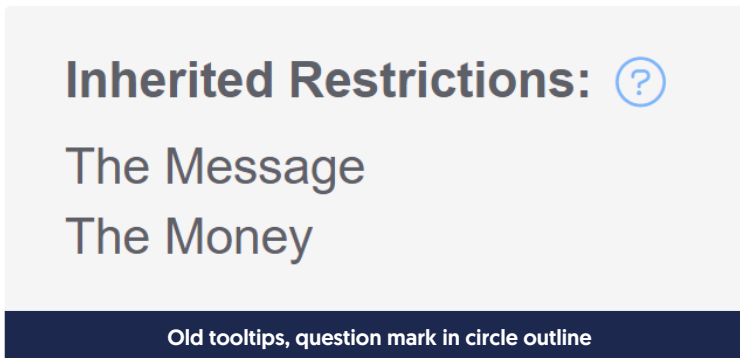 Inherited Restrictions: ?
The Message
The Money
Old tooltips, question mark in circle outline